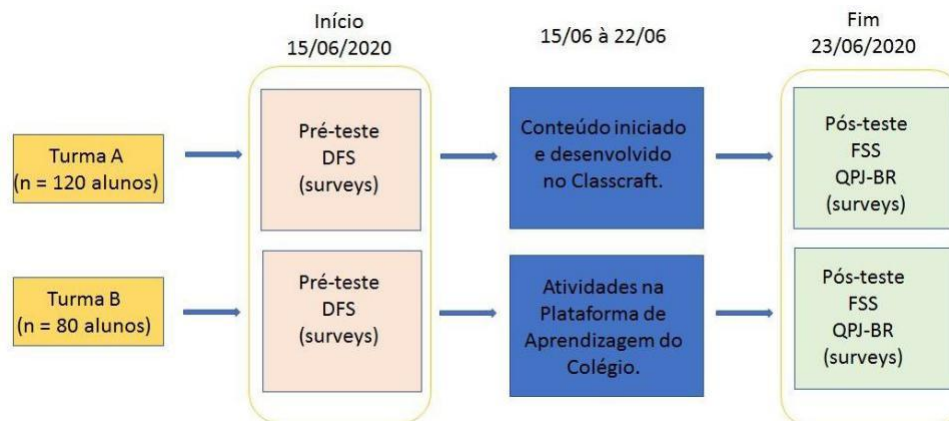 Início
15/06/2020
15/06 à 22/06
Fim
23/06/2020
Turma A
(n = 120 alunos)
Pré-teste
DFS
(surveys)
Conteúdo iniciado
e desenvolvido
no Classcraft.
Pós-teste
FSS
QPJ-BR
(surveys)
Turma B
(n = 80 alunos)
Pré-teste
DFS
(surveys)
Atividades na
Plataforma de
Aprendizagem do
Colégio.
Pós-teste
FSS
QPJ-BR
(surveys)